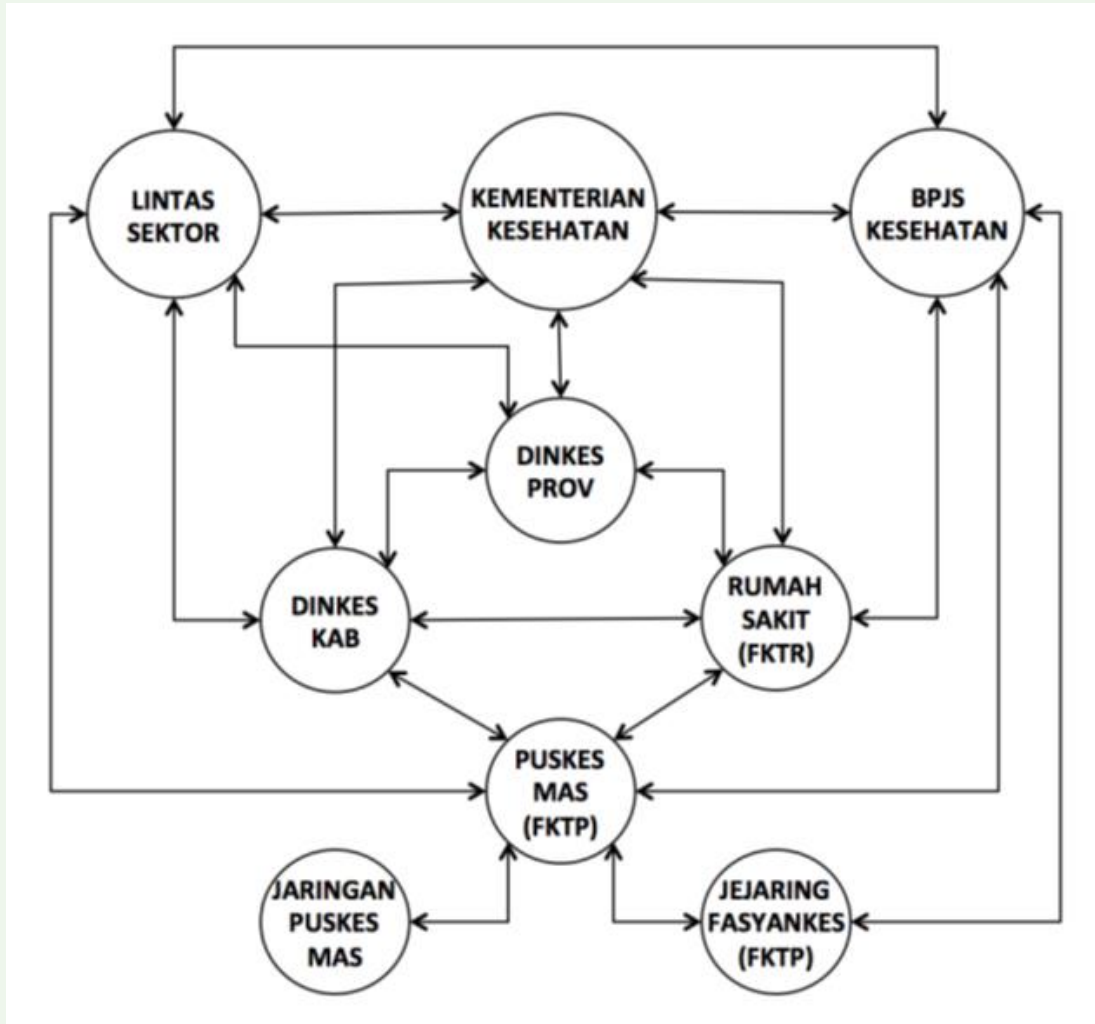 LINTAS
SEKTOR
KEMENTERIAN
KESEHATAN
BPJS
KESEHATAN
DINKES
PROV
DINKES
KAB
RUMAH
SAKIT
(FKTR)
PUSKES
MAS
(FKTP)
JARINGAN
PUSKES
MAS
JEJARING
FASYANKES
(FKTP)